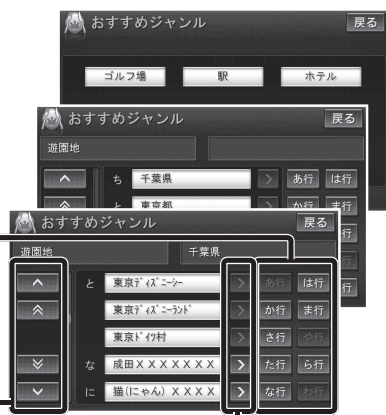 おすすめジャンル 戻る
ゴルフ場 駅 ホテル
おすすめジャンル 戻る
遊園地
ち 千葉県 > あ行 は行
と 東京都 > か行 ま行
行
行
おすすめジャンル 戻る
遊園地 千葉県
と 東京ディズニーシー > あ行 は行
東京ディズニーランド > か行 ま行
東京ドイツ村 > さ行 や行
な 成田XXXXXXX > た行 ら行
に 猫(にゃん)XXXX > な行 わ行